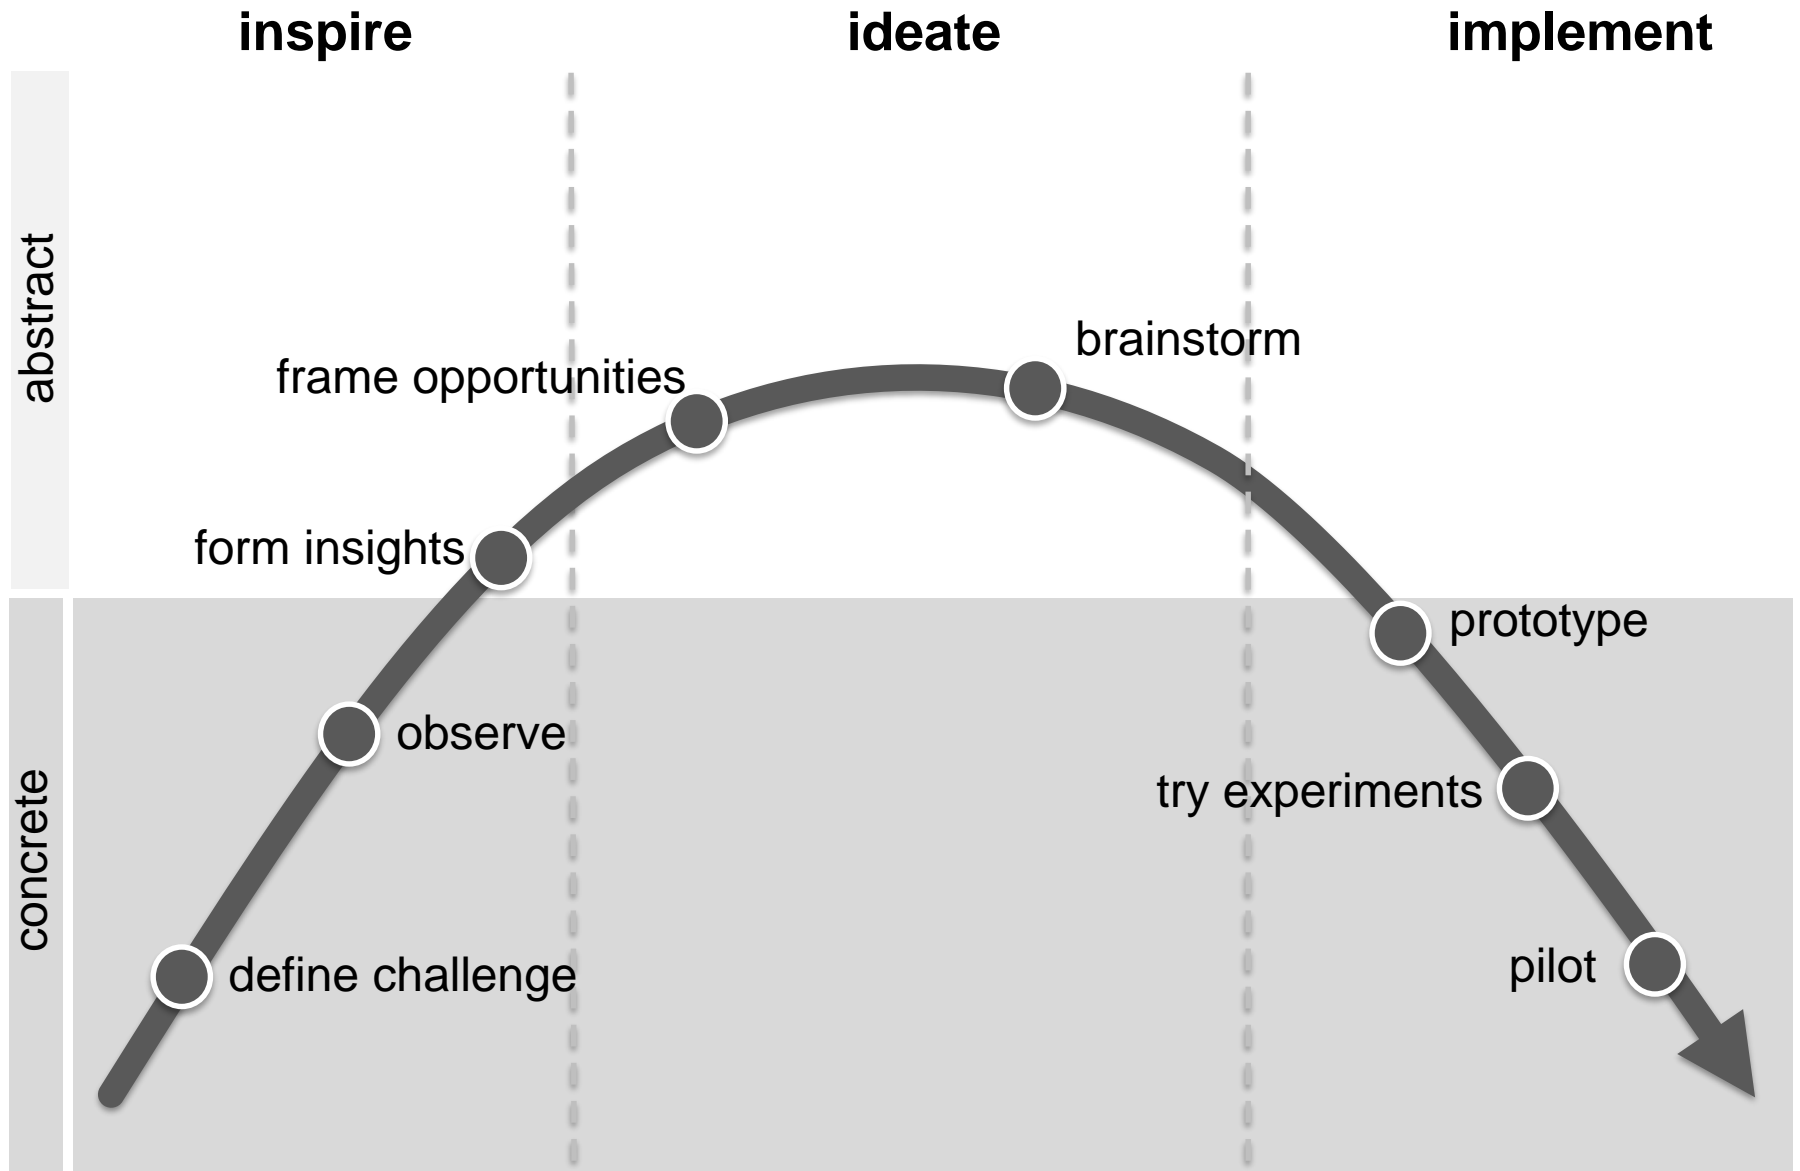 inspire
ideate
implement
abstract
brainstorm
frame opportunities
form insights
prototype
observe
try experiments
concrete
define challenge
pilot